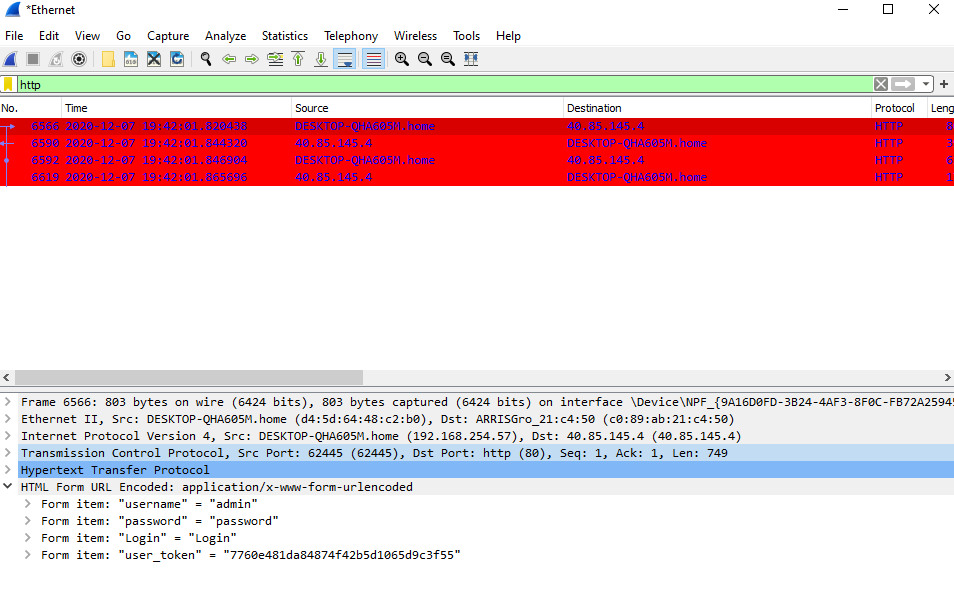 *Ethernet
File Edit View Go Capture Analyze Statistics Telephony Wireless Tools Help
http
No. Time Source Destination Protocol Leng
6566 2020-12-07 19:42:01.820438 DESKTOP-QHA605M.home 40.85.145.4 HTTP 8
6590 2020-12-07 19:42:01.844320 40.85.145.4 DESKTOP-QHA605M.home HTTP 3
6592 2020-12-07 19:42:01.846904 DESKTOP-QHA605M.home 40.85.145.4 HTTP 6
6619 2020-12-07 19:42:01.865696 40.85.145.4 DESKTOP-QHA605M.home HTTP 1
Frame 6566: 803 bytes on wire (6424 bits), 803 bytes captured (6424 bits) on interface \Device\NPF_{9A16D0FD-3B24-4AF3-8F0C-FB72A25945
Ethernet II, Src: DESKTOP-QHA605M.home (d4:5d:64:48:c2:b0), Dst: ARRISGro_21:c4:50 (c0:89:ab:21:c4:50)
Internet Protocol Version 4, Src: DESKTOP-QHA605M.home (192.168.254.57), Dst: 40.85.145.4 (40.85.145.4)
Transmission Control Protocol, Src Port: 62445 (62445), Dst Port: http (80), Seq: 1, Ack: 1, Len: 749
Hypertext Transfer Protocol
HTML Form URL Encoded: application/x-www-form-urlencoded
Form item: "username" = "admin"
Form item: "password" = "password"
Form item: "Login" = "Login"
Form item: "user_token" = "7760e481da84874f42b5d1065d9c3f55"